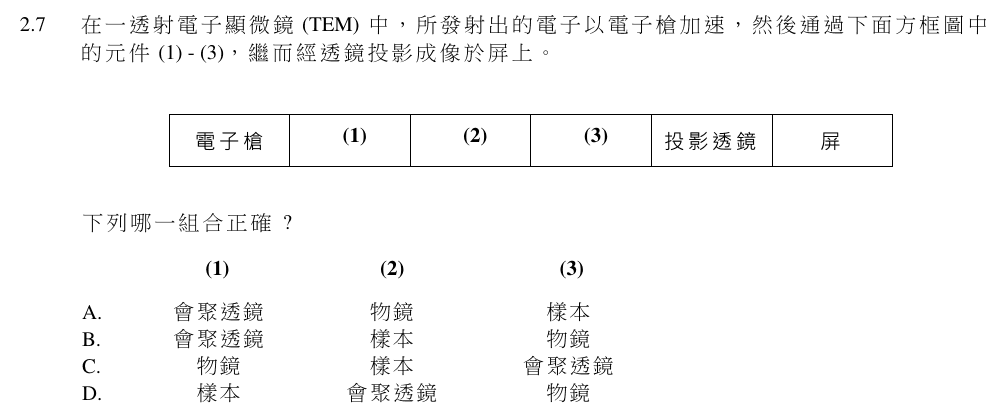 2.7 在一透射電子顯微鏡 (TEM) 中，所發射出的電子以電子槍加速，然後通過下面方框圖中
的元件 (1) - (3)，繼而經透鏡投影成像於屏上。
電子槍 (1) (2) (3) 投影透鏡 屏
下列哪一組合正確 ?
(1) (2) (3)
A. 會聚透鏡 物鏡 樣本
B. 會聚透鏡 樣本 物鏡
C. 物鏡 樣本 會聚透鏡
D. 樣本 會聚透鏡 物鏡